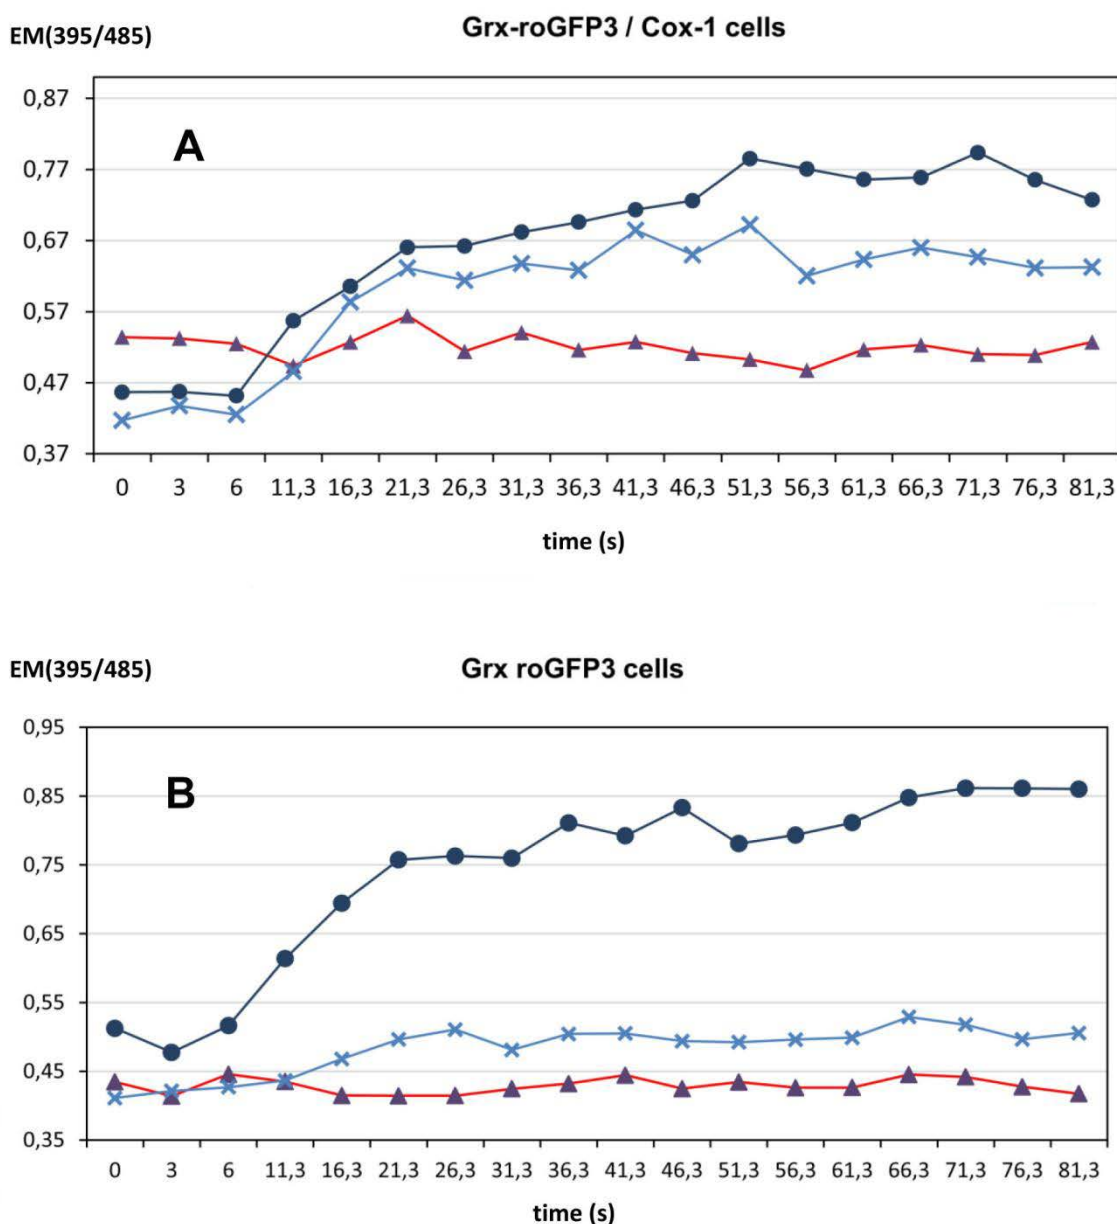 Grx-roGFP3 / Cox-1 cells
EM(395/485)
0,87
A
0,77
0,67
0,57
0,47
0,37
0 3 6 11,3 16,3 21,3 26,3 31,3 36,3 41,3 46,3 51,3 56,3 61,3 66,3 71,3 76,3 81,3
time (s)
EM(395/485)
Grx roGFP3 cells
0,95
B
0,85
0,75
0,65
0,55
0,45
0,35
0 3 6 11,3 16,3 21,3 26,3 31,3 36,3 41,3 46,3 51,3 56,3 61,3 66,3 71,3 76,3 81,3
time (s)